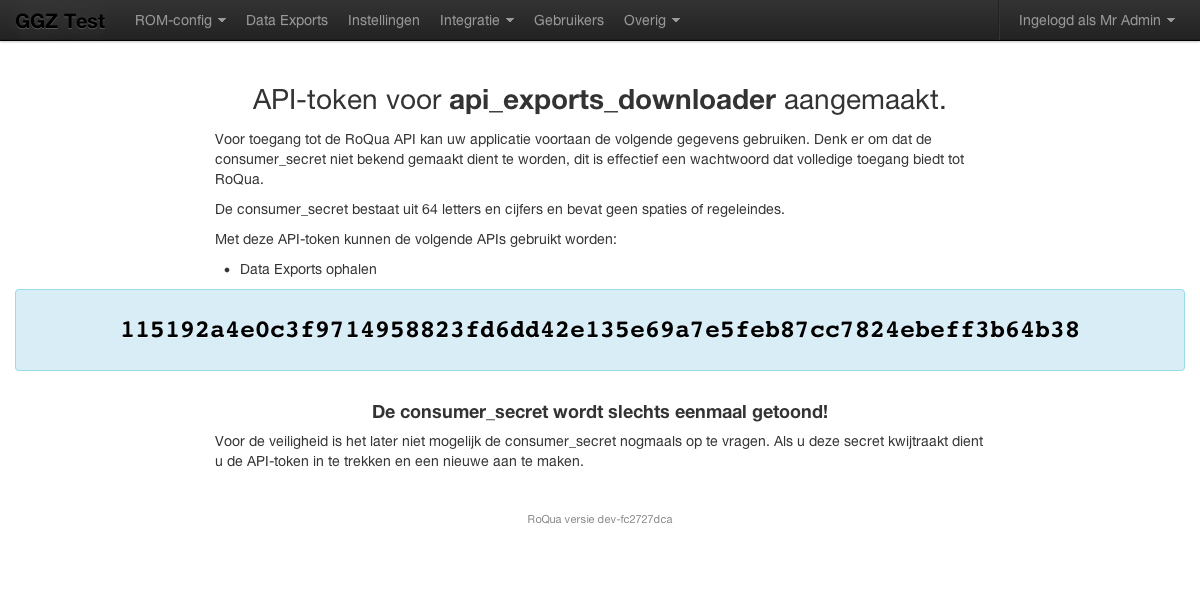 GGZ Test ROM-config Data Exports Instellingen Integratie Gebruikers Overig Ingelogd als Mr Admin
API-token voor api_exports_downloader aangemaakt.
Voor toegang tot de RoQua API kan uw applicatie voortaan de volgende gegevens gebruiken. Denk er om dat de
consumer_secret niet bekend gemaakt dient te worden, dit is effectief een wachtwoord dat volledige toegang biedt tot
RoQua.
De consumer_secret bestaat uit 64 letters en cijfers en bevat geen spaties of regeleindes.
Met deze API-token kunnen de volgende APIs gebruikt worden:
• Data Exports ophalen
115192a4e0c3f9714958823fd6dd42e135e69a7e5feb87cc7824ebeff3b64b38
De consumer_secret wordt slechts eenmaal getoond!
Voor de veiligheid is het later niet mogelijk de consumer_secret nogmaals op te vragen. Als u deze secret kwijtraakt dient
u de API-token in te trekken en een nieuwe aan te maken.
RoQua versie dev-fc2727dca